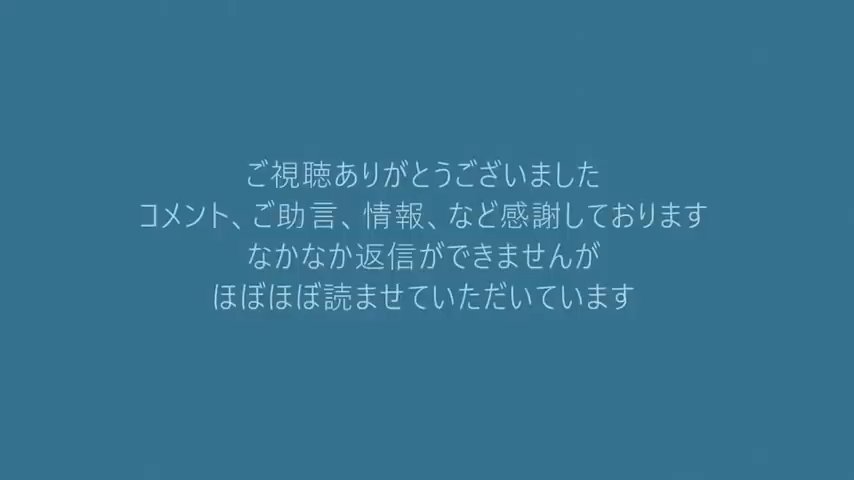 ご視聴ありがとうございました
コメント、ご助言、情報、など感謝しております
なかなか返信ができませんが
ほぼほぼ読ませていただいています